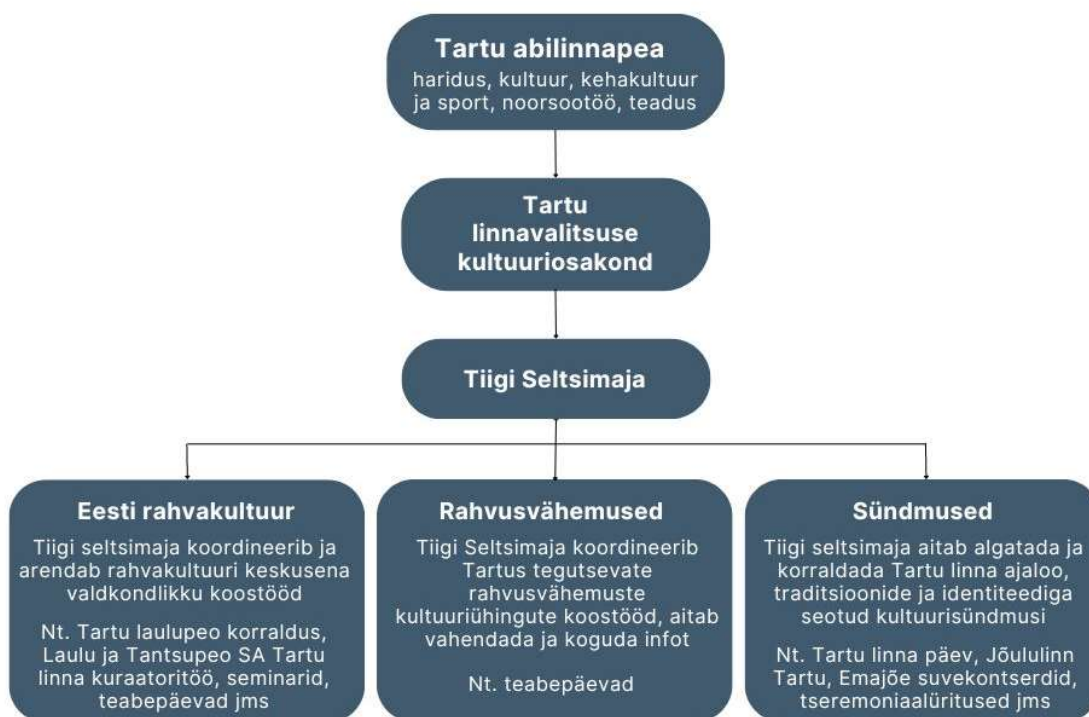 Tartu abilinnapea
haridus, kultuur, kehakultuur
ja sport, noorsootöö, teadus
Tartu
linnavalitsuse
kultuuriosakond
Tiigi Seltsimaja
Eesti rahvakultuur
Tiigi seltsimaja koordineerib ja
arendab rahvakultuuri keskusena
valdkondlikku koostööd
Nt. Tartu laulupeo korraldus,
Laulu ja Tantsupeo SA Tartu
linna kuraatoritöö, seminarid,
teabepäevad jms
Rahvusvähemused
Tiigi Seltsimaja koordineerib
Tartus tegutsevate
rahvusvähemuste
kultuuriühingute koostööd, aitab
vahendada ja koguda infot
Nt. teabepäevad
Sündmused
Tiigi seltsimaja aitab algatada ja
korraldada Tartu linna ajaloo,
traditsioonide ja identiteediga
seotud kultuurisündmusi
Nt. Tartu linna päev, Jõululinn
Tartu, Emajõe suvekontserdid,
tseremoniaalüritused jms